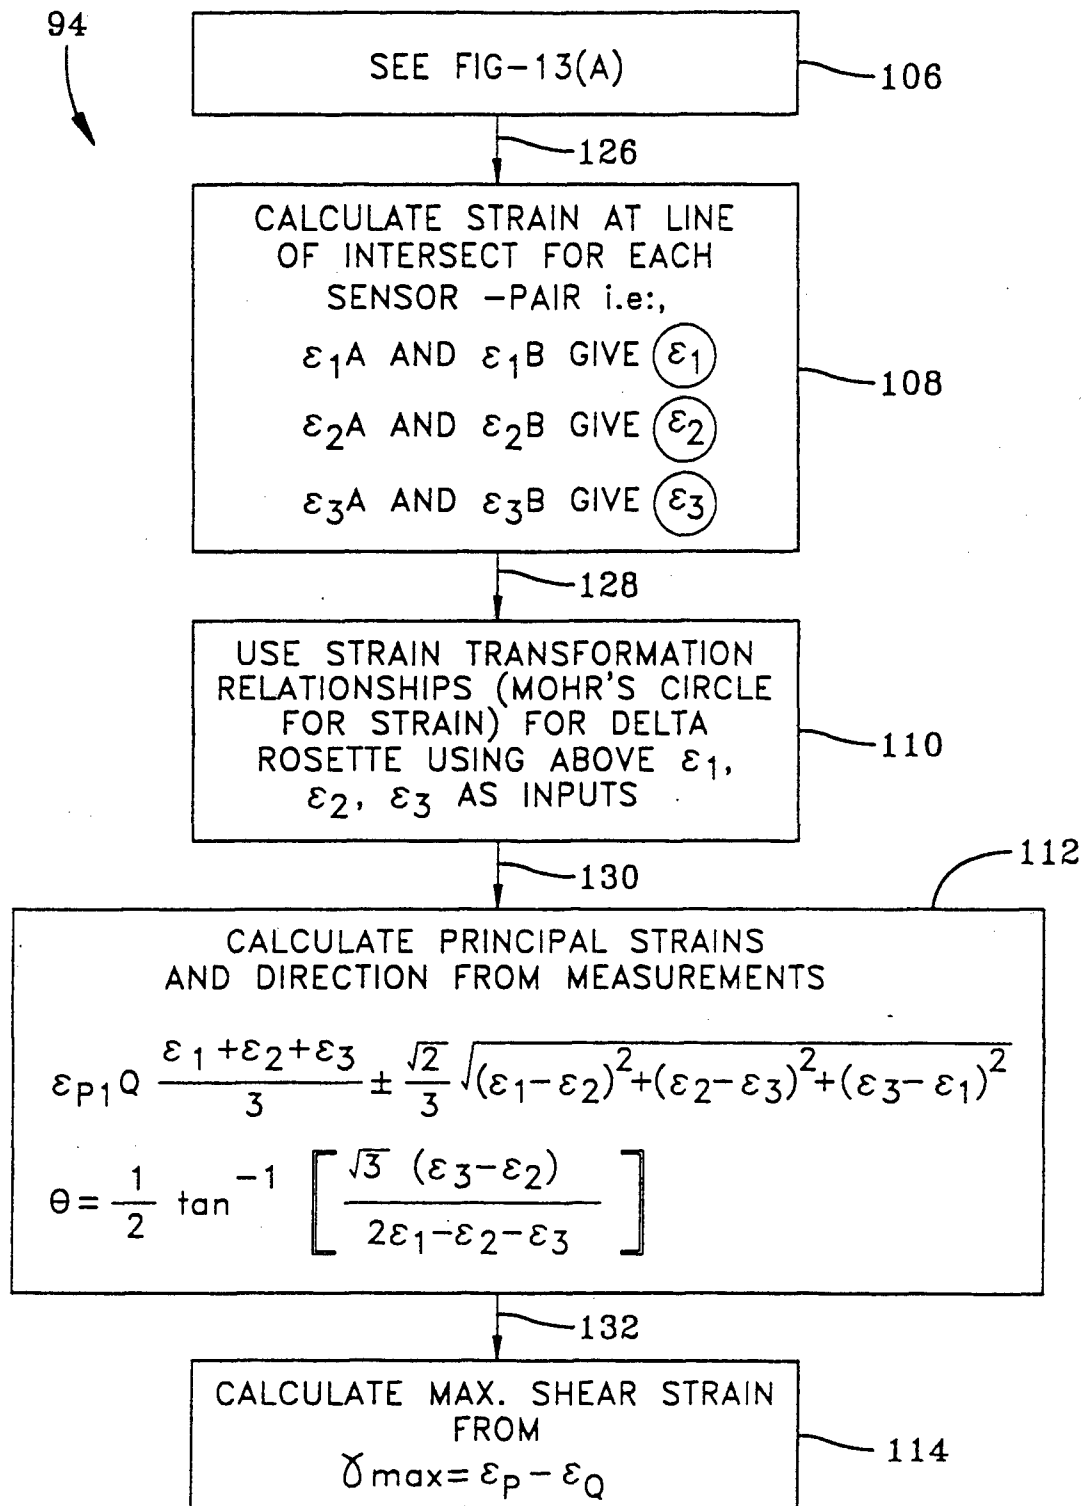 94
SEE FIG-13(A)
106
126
CALCULATE STRAIN AT LINE
OF INTERSECT FOR EACH
SENSOR -PAIR i.e:,
ε1A AND ε1B GIVE ε1
ε2A AND ε2B GIVE ε2
ε3A AND ε3B GIVE ε3
108
128
USE STRAIN TRANSFORMATION
RELATIONSHIPS (MOHR'S CIRCLE
FOR STRAIN) FOR DELTA
ROSETTE USING ABOVE ε1,
ε2, ε3 AS INPUTS
110
130
112
CALCULATE PRINCIPAL STRAINS
AND DIRECTION FROM MEASUREMENTS
εP1Q (ε1+ε2+ε3)/3 ± √2/3 √((ε1-ε2)²+(ε2-ε3)²+(ε3-ε1)²)
θ = 1/2 tan⁻¹ [√3 (ε3-ε2) / (2ε1-ε2-ε3)]
132
CALCULATE MAX. SHEAR STRAIN
FROM
γmax= εP - εQ
114